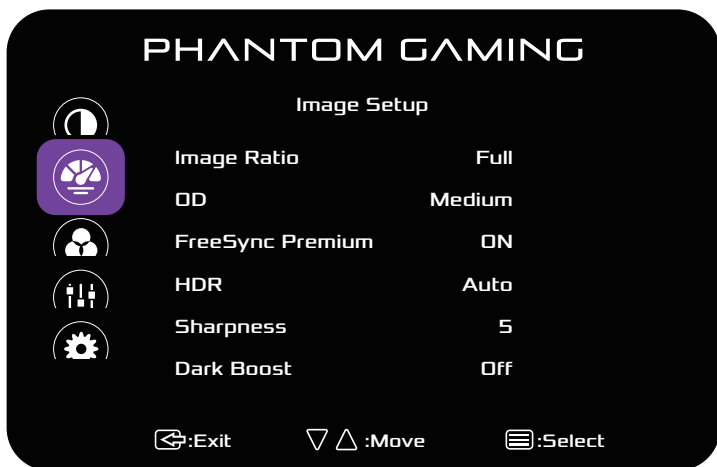 PHANTOM GAMING
Image Setup
Image Ratio Full
OD Medium
FreeSync Premium ON
HDR Auto
Sharpness 5
Dark Boost Off
:Exit :Move :Select